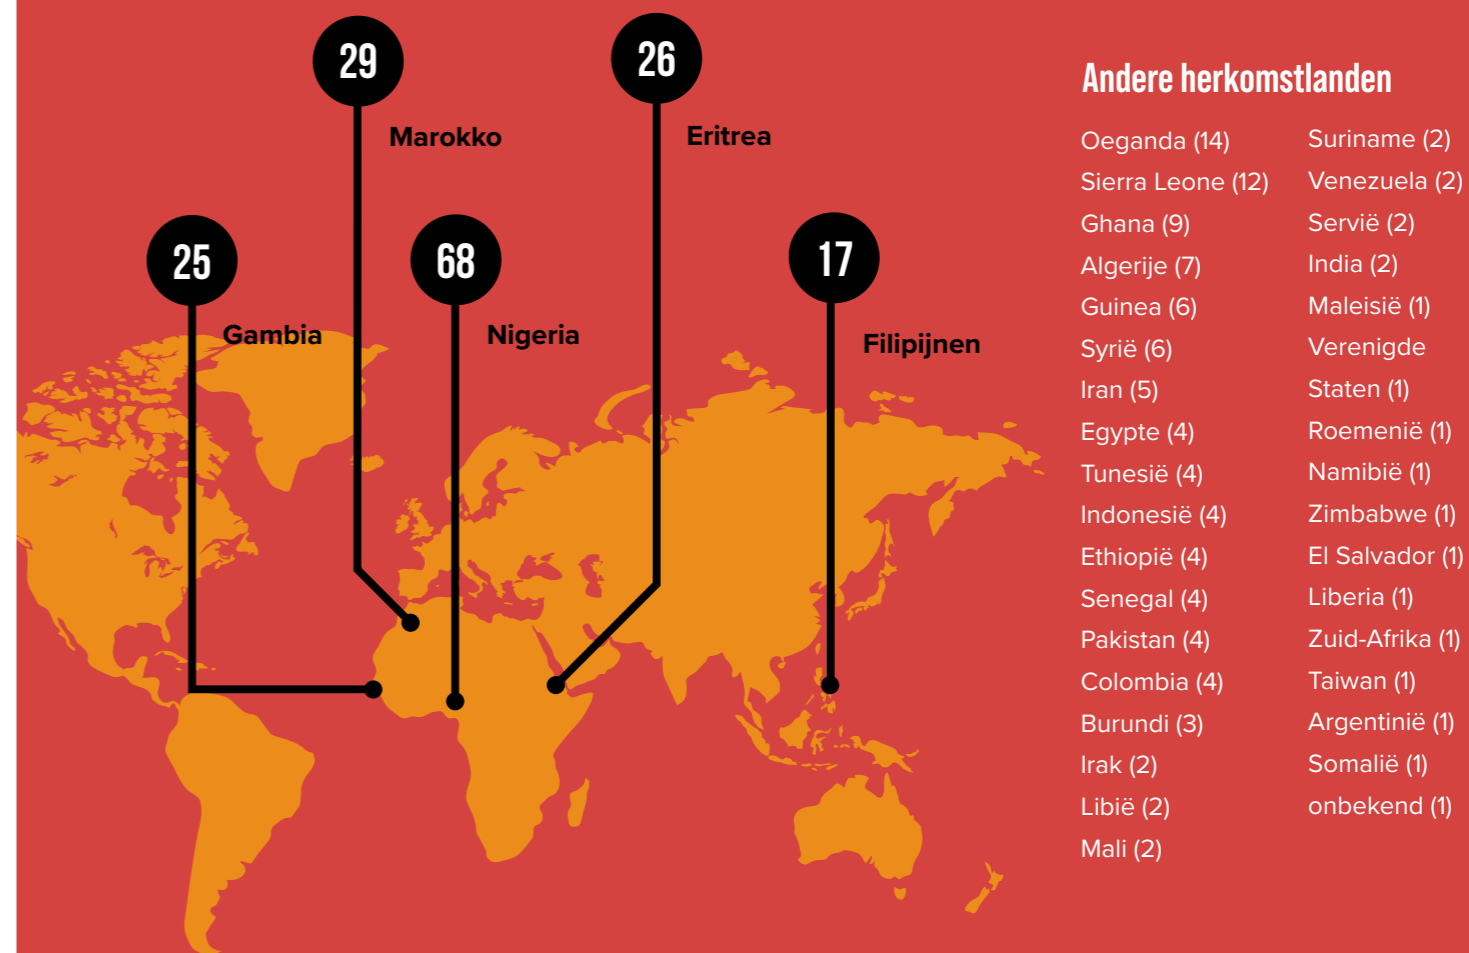 29
Marokko
26
Eritrea
25
Gambia
68
Nigeria
17
Filipijnen
Andere herkomstlanden
Oeganda (14)
Sierra Leone (12)
Ghana (9)
Algerije (7)
Guinea (6)
Syrië (6)
Iran (5)
Egypte (4)
Tunesië (4)
Indonesië (4)
Ethiopië (4)
Senegal (4)
Pakistan (4)
Colombia (4)
Burundi (3)
Irak (2)
Libië (2)
Mali (2)
Suriname (2)
Venezuela (2)
Servië (2)
India (2)
Maleisië (1)
Verenigde
Staten (1)
Roemenië (1)
Namibië (1)
Zimbabwe (1)
El Salvador (1)
Liberia (1)
Zuid-Afrika (1)
Taiwan (1)
Argentinië (1)
Somalië (1)
onbekend (1)